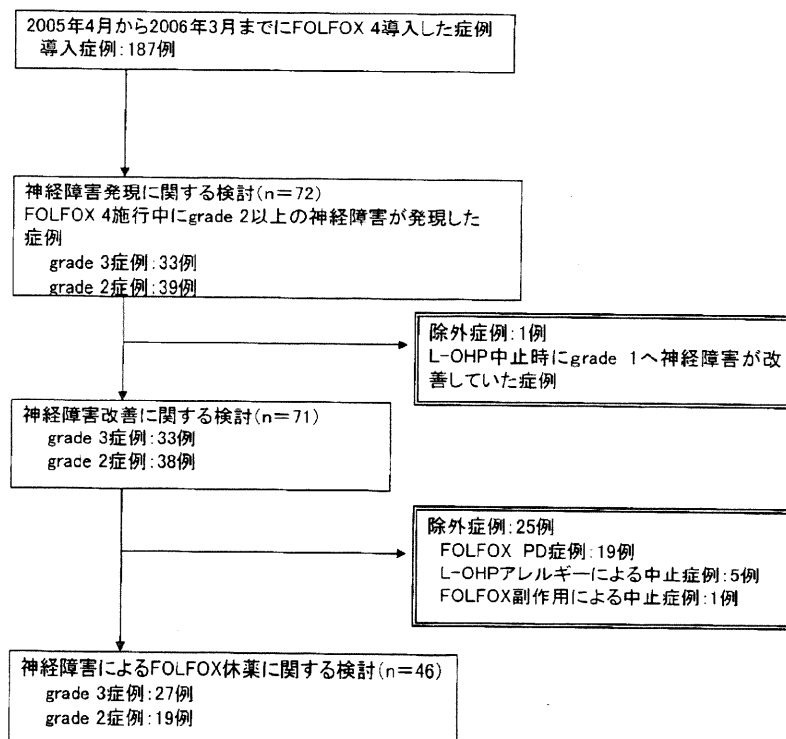 2005年4月から2006年3月までにFOLFOX 4導入した症例
導入症例:187例
神経障害発現に関する検討(n=72)
FOLFOX 4施行中にgrade 2以上の神経障害が発現した
症例
grade 3症例:33例
grade 2症例:39例
除外症例:1例
L-OHP中止時にgrade 1へ神経障害が改
善していた症例
神経障害改善に関する検討(n=71)
grade 3症例:33例
grade 2症例:38例
除外症例:25例
FOLFOX PD症例:19例
L-OHPアレルギーによる中止症例:5例
FOLFOX副作用による中止症例:1例
神経障害によるFOLFOX休薬に関する検討(n=46)
grade 3症例:27例
grade 2症例:19例